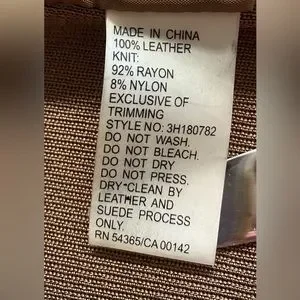 MADE IN CHINA
100% LEATHER
KNIT:
92% RAYON
8% NYLON
EXCLUSIVE OF
TRIMMING
STYLE NO: 3H180782
DO NOT WASH.
DO NOT BLEACH.
DO NOT DRY
DO NOT PRESS.
DRY-CLEAN BY
LEATHER AND
SUEDE PROCESS
ONLY.
RN 54365/CA 00142